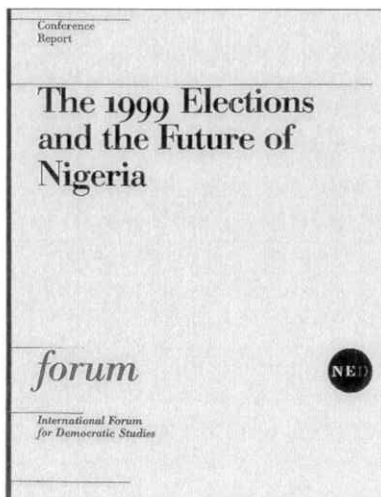 Conference
Report
The 1999 Elections
and the Future of
Nigeria
forum
NED
International Forum
for Democratic Studies